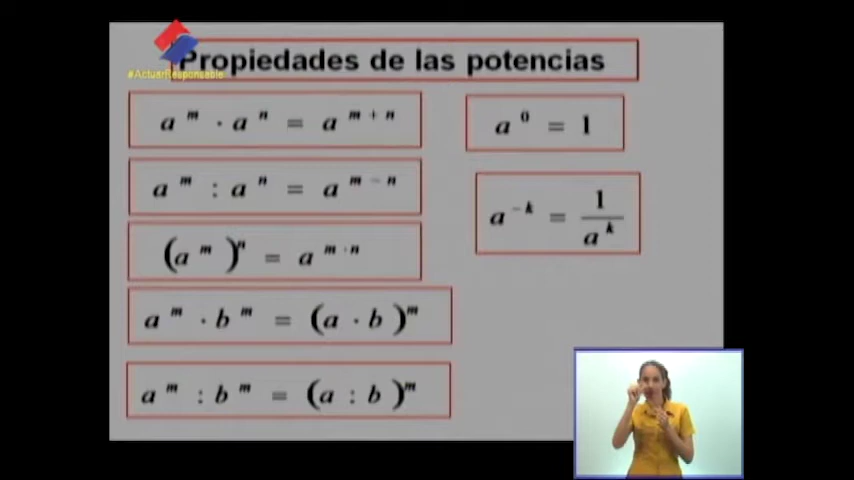 Propiedades de las potencias
#ActuarResponsable
a^m · a^n = a^{m+n}
a^m : a^n = a^{m-n}
(a^m)^n = a^{m·n}
a^m · b^m = (a · b)^m
a^m : b^m = (a : b)^m
a^0 = 1
a^{-k} = 1/a^k